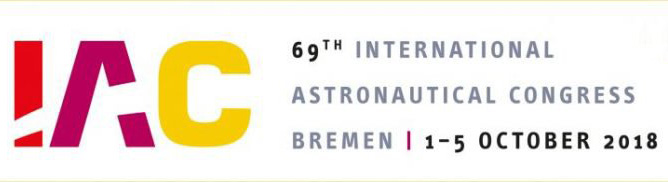 IAC
69TH INTERNATIONAL
ASTRONAUTICAL CONGRESS
BREMEN | 1–5 OCTOBER 2018